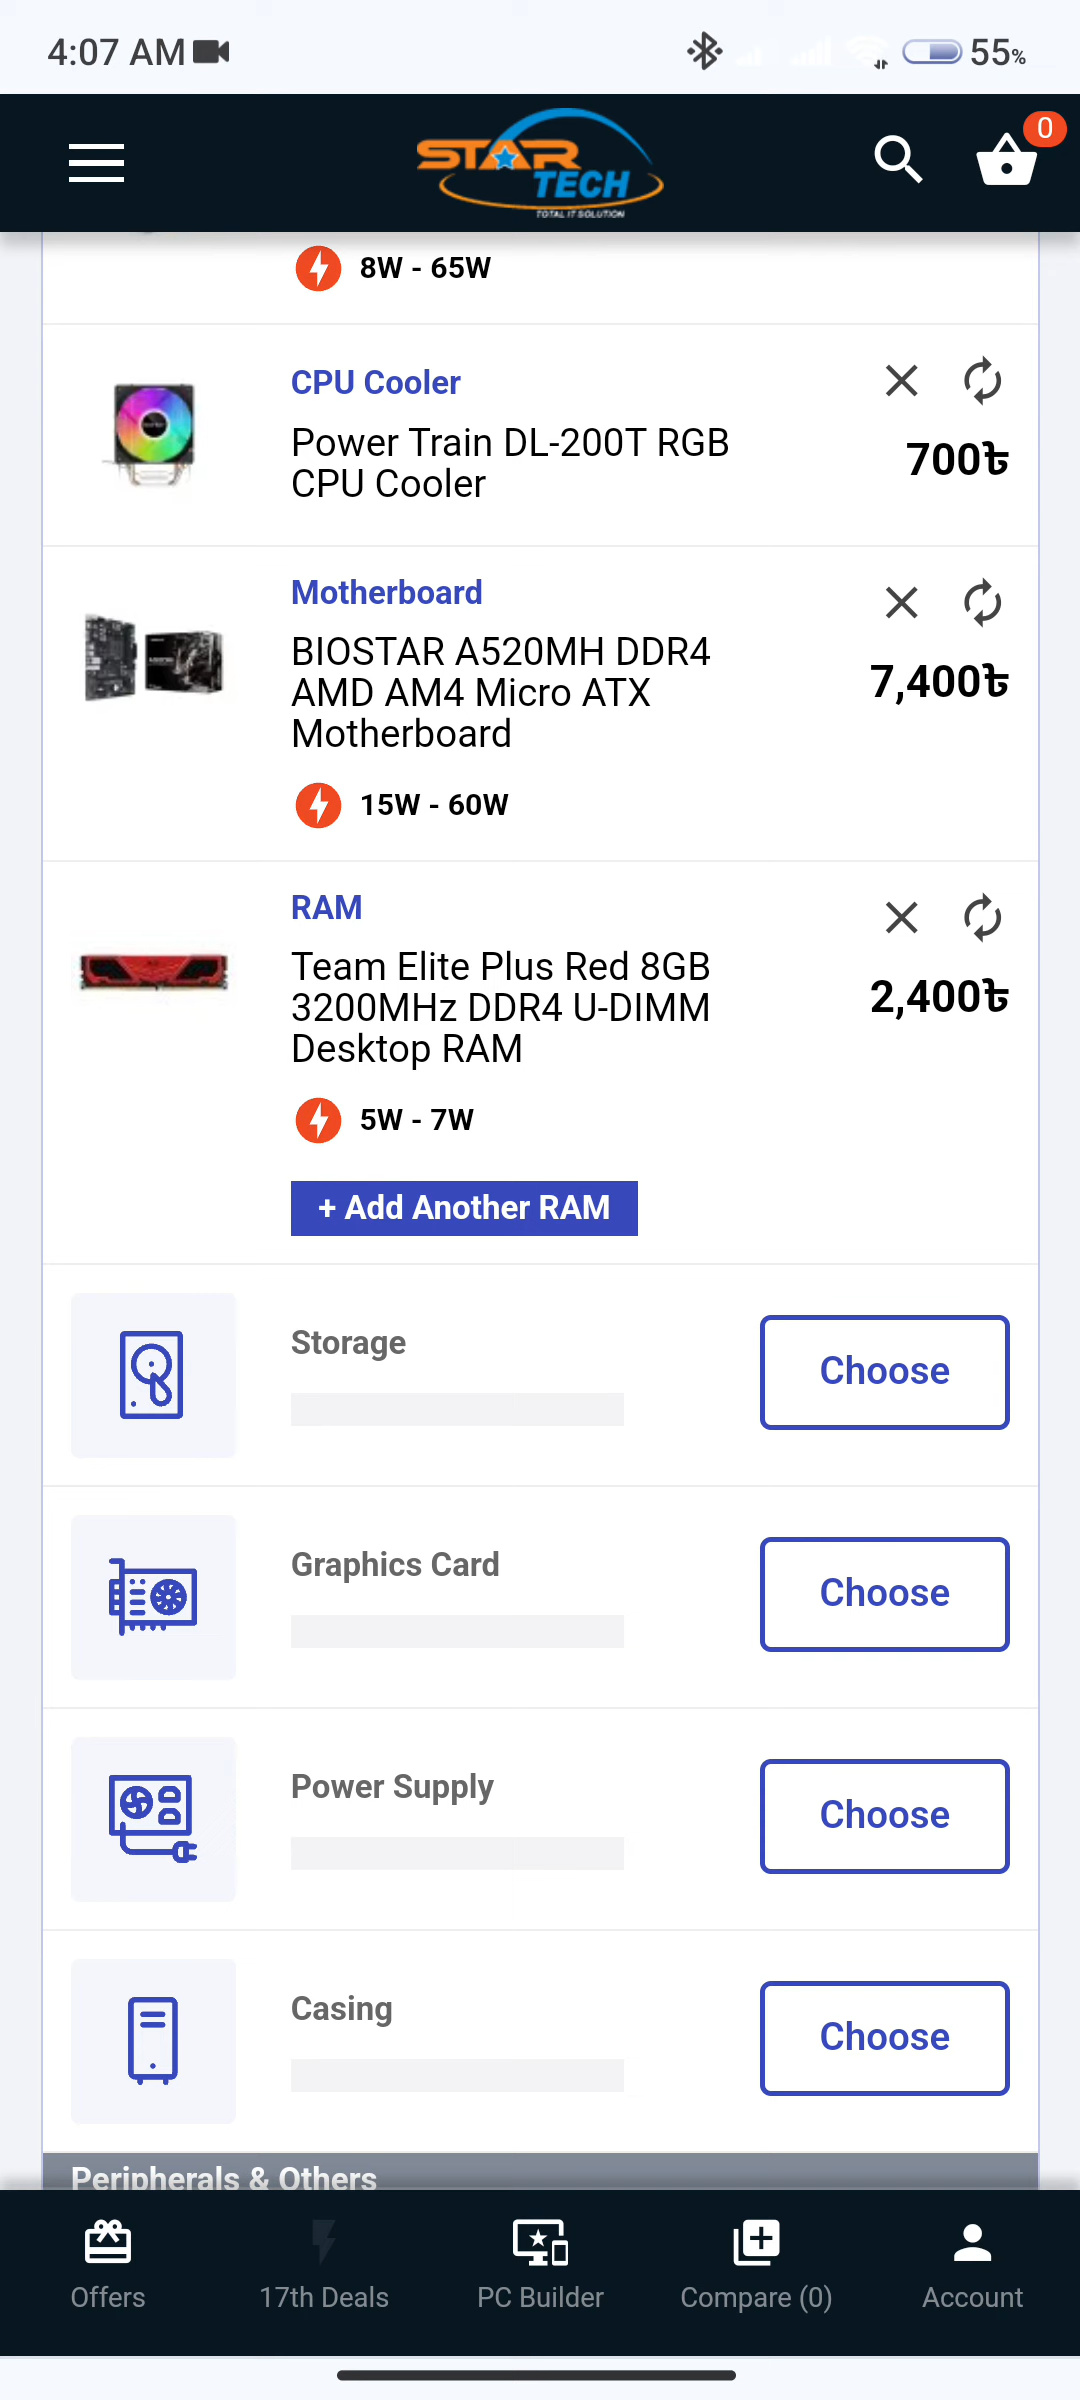 4:07 AM
55%
0
STAR
TECH
TOTAL IT SOLUTION
8W - 65W
CPU Cooler
Power Train DL-200T RGB
CPU Cooler
700৳
Motherboard
BIOSTAR A520MH DDR4
AMD AM4 Micro ATX
Motherboard
7,400৳
15W - 60W
RAM
Team Elite Plus Red 8GB
3200MHz DDR4 U-DIMM
Desktop RAM
2,400৳
5W - 7W
+ Add Another RAM
Storage
Choose
Graphics Card
Choose
Power Supply
Choose
Casing
Choose
Peripherals & Others
Offers
17th Deals
PC Builder
Compare (0)
Account